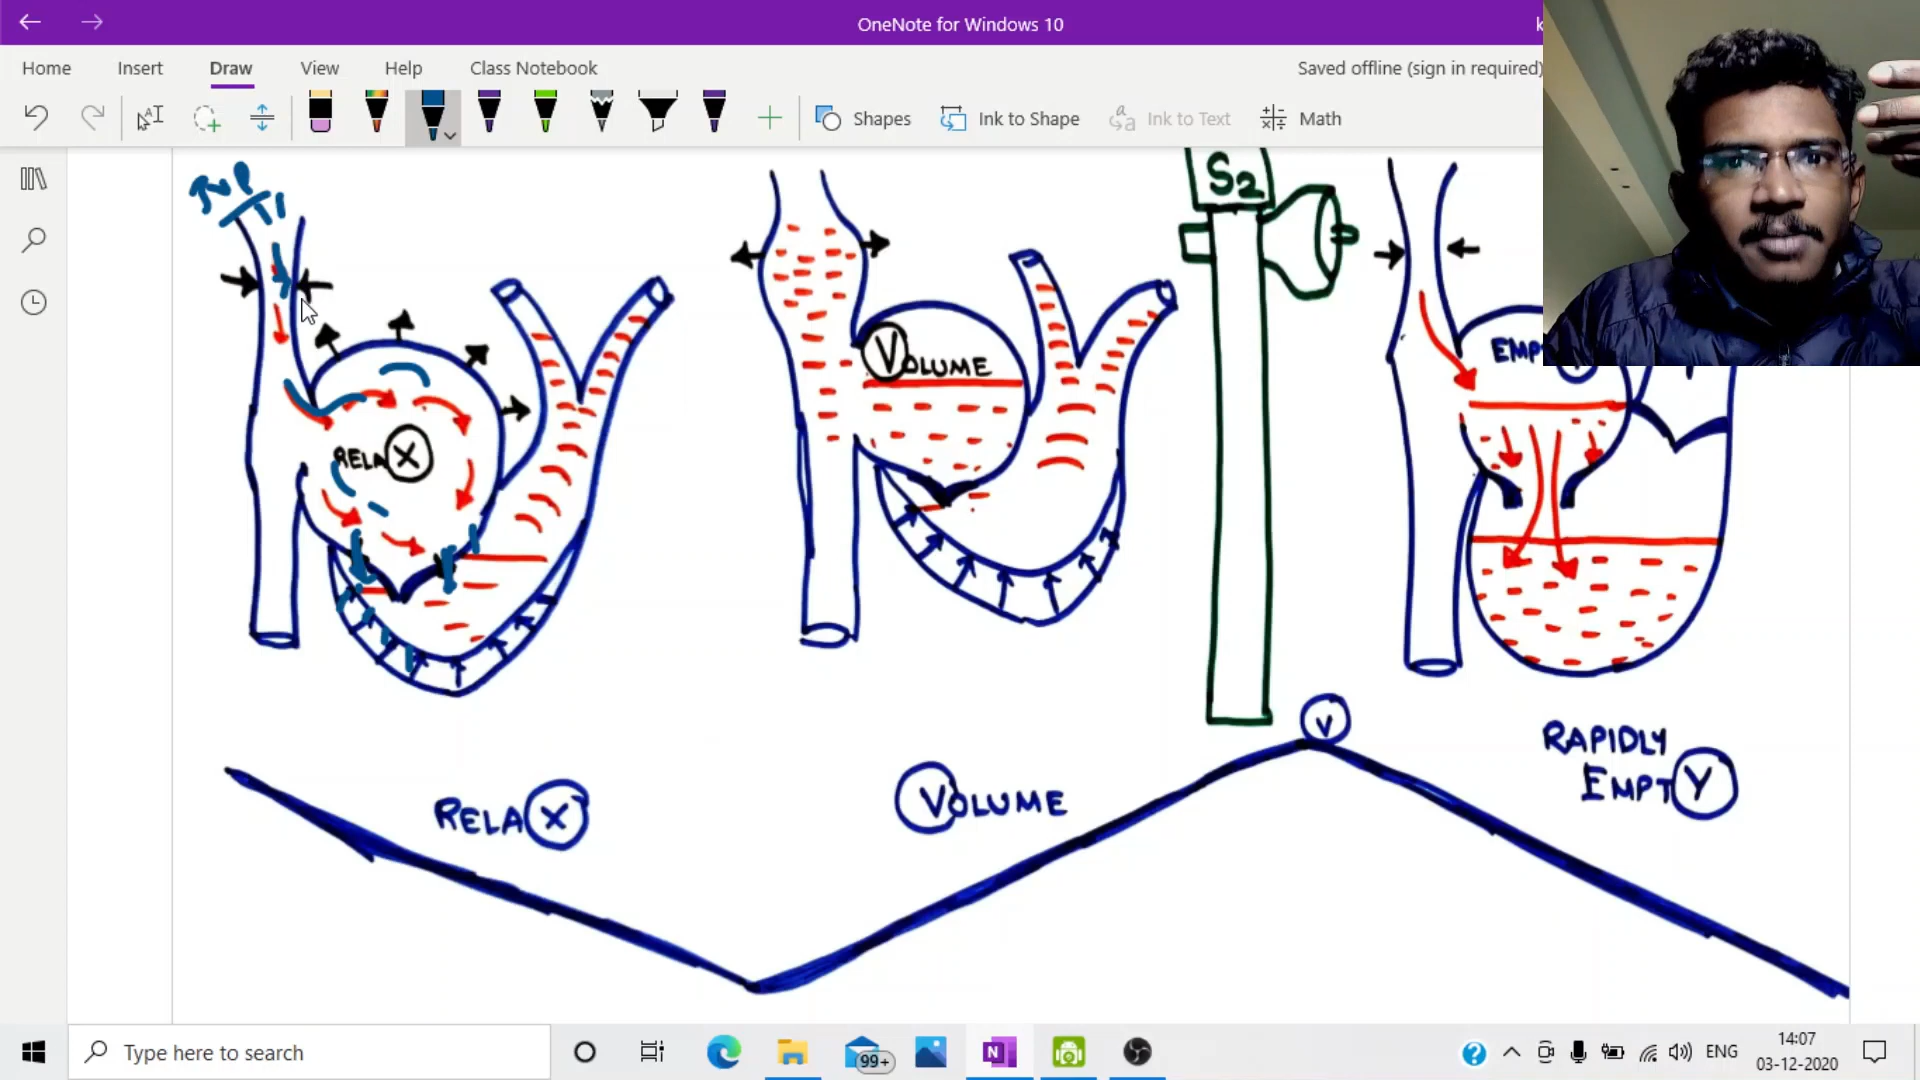 OneNote for Windows 10
Home Insert Draw View Help Class Notebook
Saved offline (sign in required)
Shapes Ink to Shape Ink to Text Math
JVP
S2
VOLUME
RELAX
V
RAPIDLY
EMPTY
RELAX
VOLUME
Type here to search
99+
ENG
14:07
03-12-2020